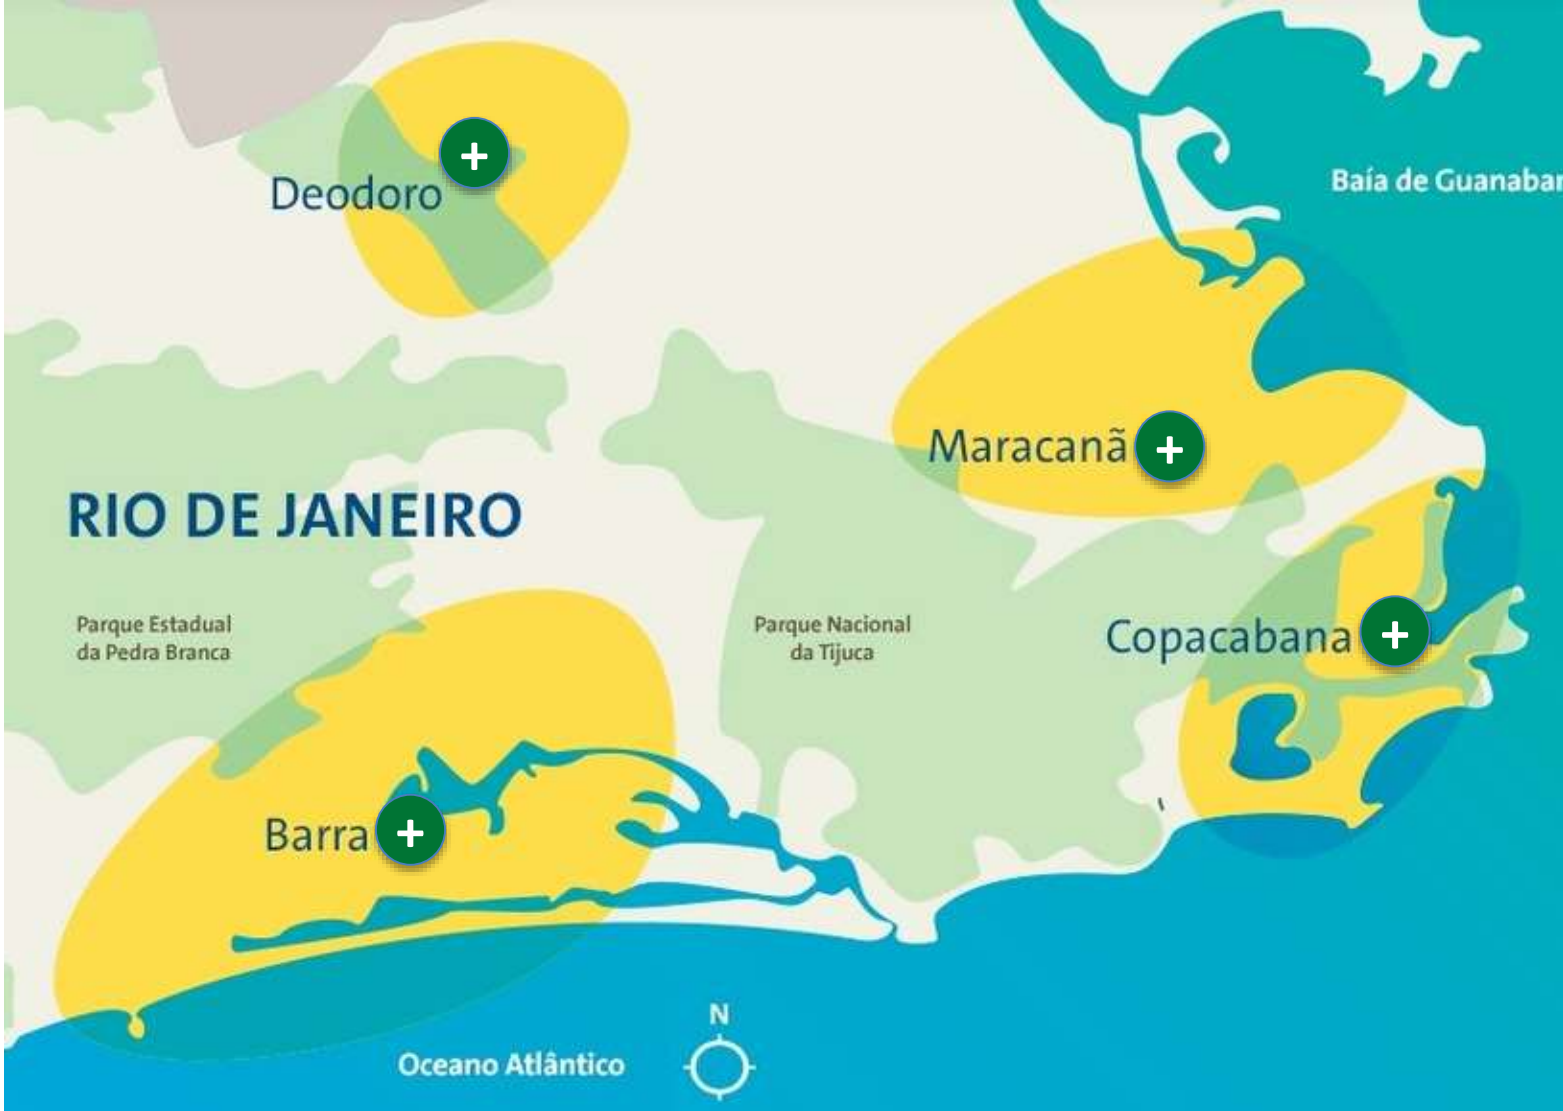 Baía de Guanabar
Deodoro
Maracanã
RIO DE JANEIRO
Parque Estadual
da Pedra Branca
Parque Nacional
da Tijuca
Copacabana
Barra
N
Oceano Atlântico